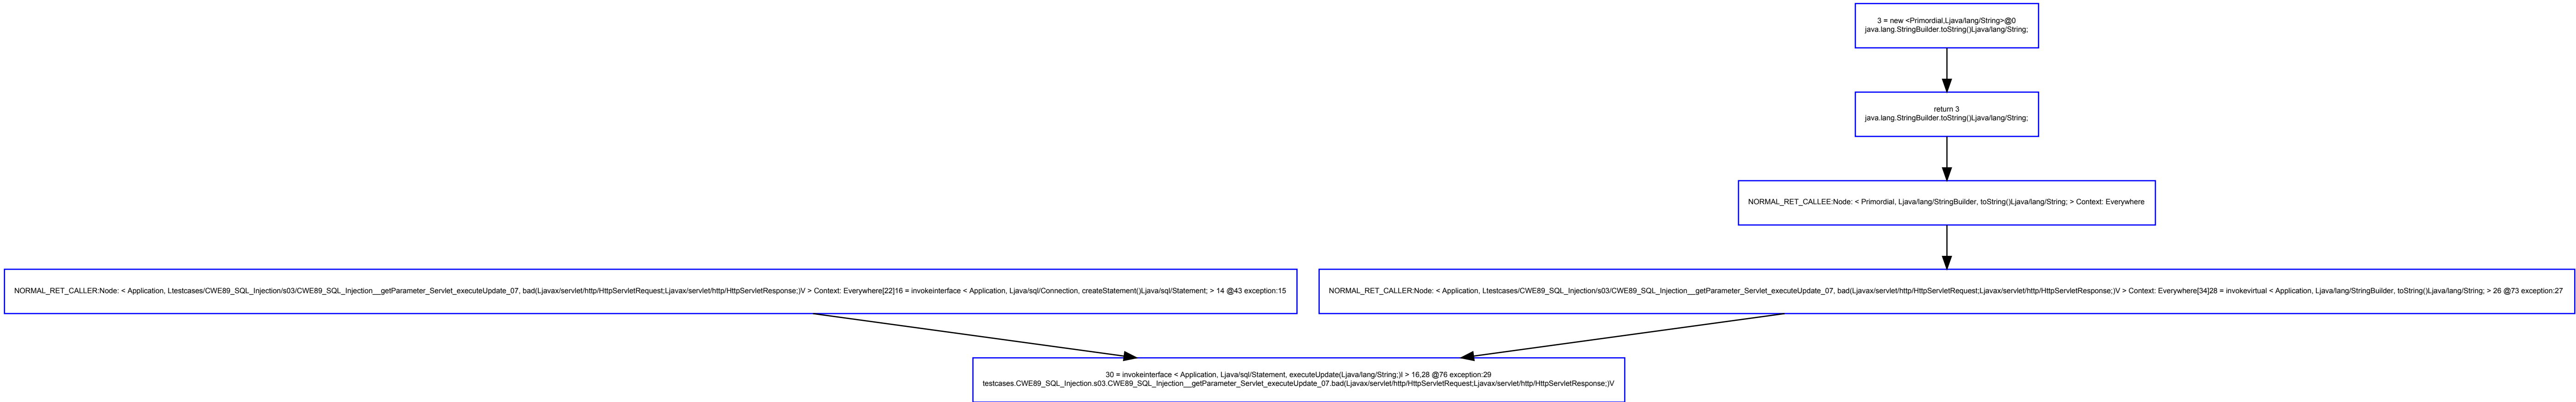 3 = new <Primordial,Ljava/lang/String>@0
java.lang.StringBuilder.toString()Ljava/lang/String;
return 3
java.lang.StringBuilder.toString()Ljava/lang/String;
NORMAL_RET_CALLEE:Node: < Primordial, Ljava/lang/StringBuilder, toString()Ljava/lang/String; > Context: Everywhere
NORMAL_RET_CALLER:Node: < Application, Ltestcases/CWE89_SQL_Injection/s03/CWE89_SQL_Injection__getParameter_Servlet_executeUpdate_07, bad(Ljavax/servlet/http/HttpServletRequest;Ljavax/servlet/http/HttpServletResponse;)V > Context: Everywhere[22]16 = invokeinterface < Application, Ljava/sql/Connection, createStatement()Ljava/sql/Statement; > 14 @43 exception:15
NORMAL_RET_CALLER:Node: < Application, Ltestcases/CWE89_SQL_Injection/s03/CWE89_SQL_Injection__getParameter_Servlet_executeUpdate_07, bad(Ljavax/servlet/http/HttpServletRequest;Ljavax/servlet/http/HttpServletResponse;)V > Context: Everywhere[34]28 = invokevirtual < Application, Ljava/lang/StringBuilder, toString()Ljava/lang/String; > 26 @73 exception:27
30 = invokeinterface < Application, Ljava/sql/Statement, executeUpdate(Ljava/lang/String;)I > 16,28 @76 exception:29
testcases.CWE89_SQL_Injection.s03.CWE89_SQL_Injection__getParameter_Servlet_executeUpdate_07.bad(Ljavax/servlet/http/HttpServletRequest;Ljavax/servlet/http/HttpServletResponse;)V